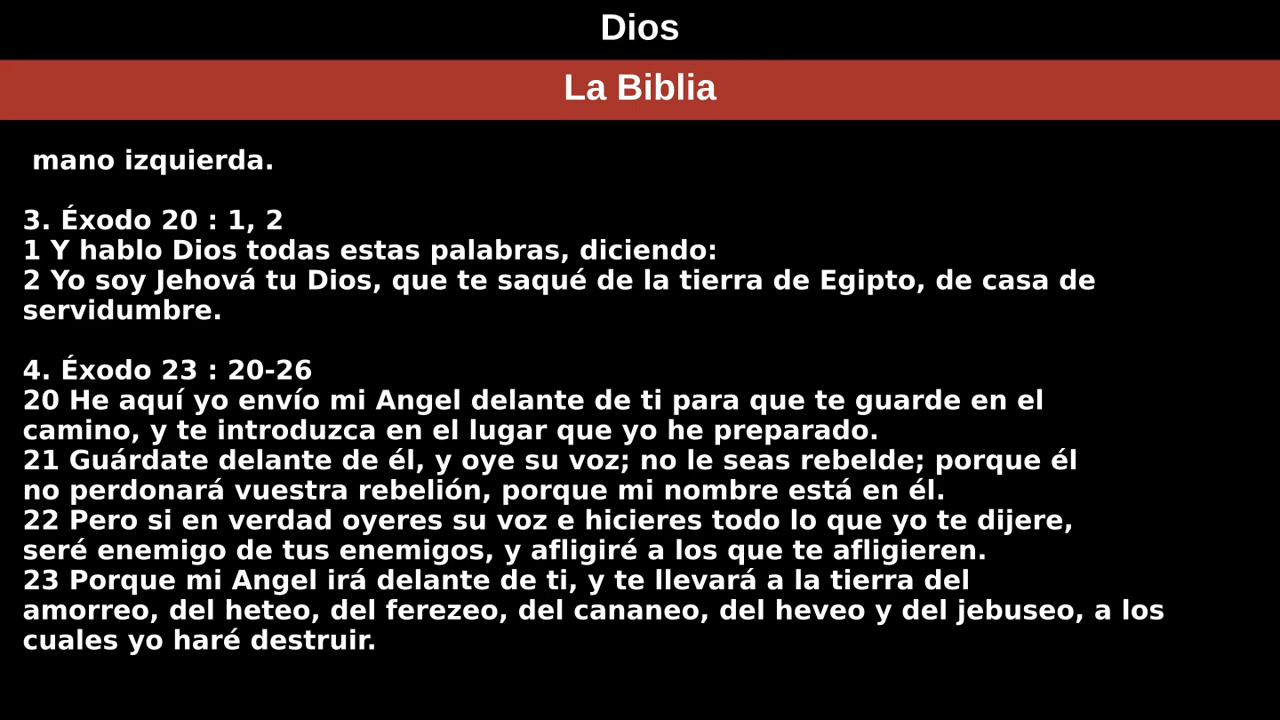 Dios
La Biblia
mano izquierda.
3. Éxodo 20 : 1, 2
1 Y hablo Dios todas estas palabras, diciendo:
2 Yo soy Jehová tu Dios, que te saqué de la tierra de Egipto, de casa de
servidumbre.
4. Éxodo 23 : 20-26
20 He aquí yo envío mi Angel delante de ti para que te guarde en el
camino, y te introduzca en el lugar que yo he preparado.
21 Guárdate delante de él, y oye su voz; no le seas rebelde; porque él
no perdonará vuestra rebelión, porque mi nombre está en él.
22 Pero si en verdad oyeres su voz e hicieres todo lo que yo te dijere,
seré enemigo de tus enemigos, y afligiré a los que te afligieren.
23 Porque mi Angel irá delante de ti, y te llevará a la tierra del
amorreo, del heteo, del ferezeo, del cananeo, del heveo y del jebuseo, a los
cuales yo haré destruir.